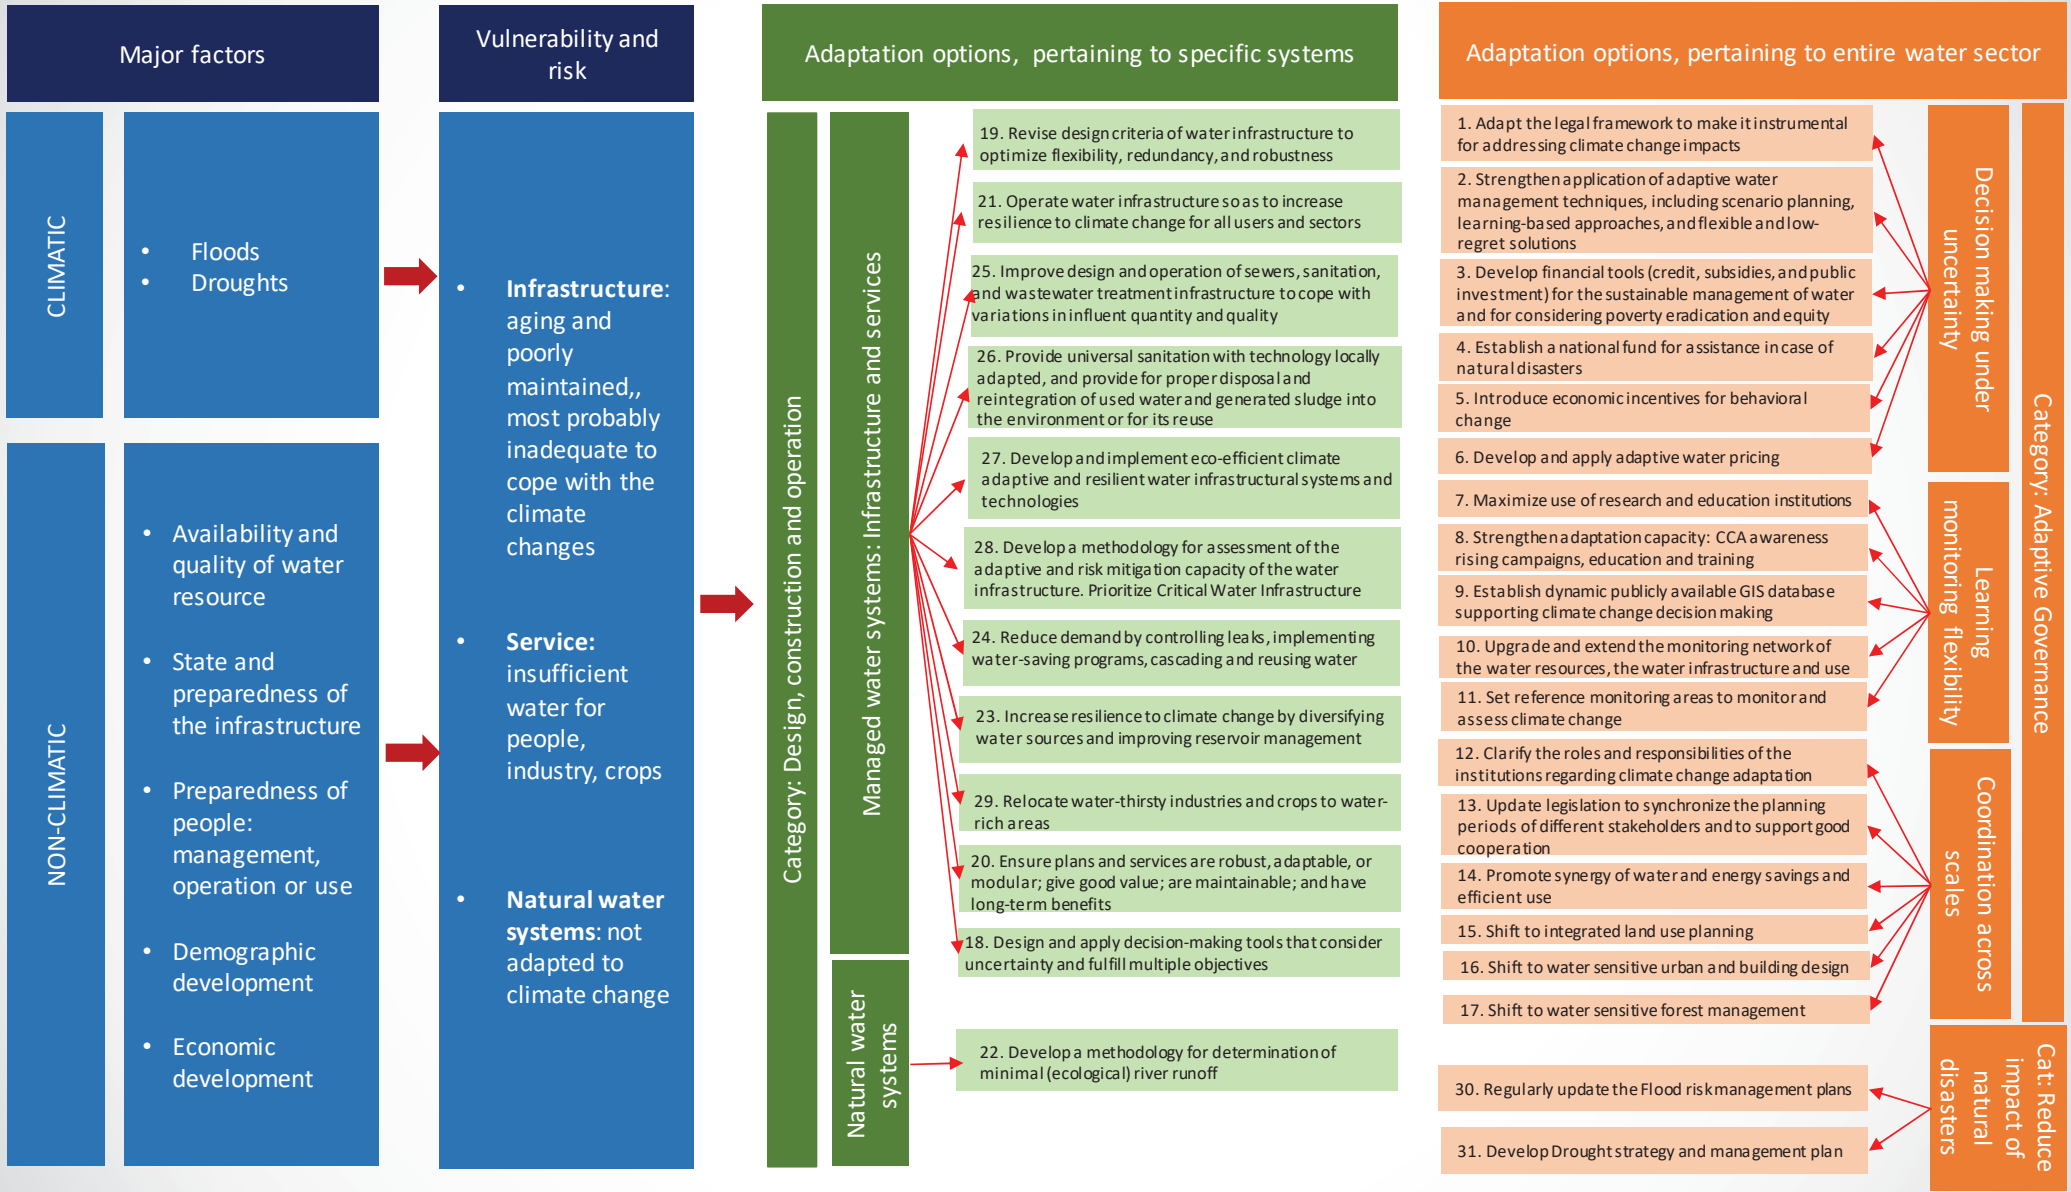 Major factors
CLIMATIC
• Floods
• Droughts
NON-CLIMATIC
• Availability and
quality of water
resource
• State and
preparedness of
the infrastructure
• Preparedness of
people:
management,
operation or use
• Demographic
development
• Economic
development
Vulnerability and
risk
• Infrastructure:
aging and
poorly
maintained,,
most probably
inadequate to
cope with the
climate
changes
• Service:
insufficient
water for
people,
industry, crops
• Natural water
systems: not
adapted to
climate change
Adaptation options, pertaining to specific systems
Category: Design, construction and operation
Managed water systems: Infrastructure and services
19. Revise design criteria of water infrastructure to
optimize flexibility, redundancy, and robustness
21. Operate water infrastructure so as to increase
resilience to climate change for all users and sectors
25. Improve design and operation of sewers, sanitation,
and wastewater treatment infrastructure to cope with
variations in influent quantity and quality
26. Provide universal sanitation with technology locally
adapted, and provide for proper disposal and
reintegration of used water and generated sludge into
the environment or for its reuse
27. Develop and implement eco-efficient climate
adaptive and resilient water infrastructural systems and
technologies
28. Develop a methodology for assessment of the
adaptive and risk mitigation capacity of the water
infrastructure. Prioritize Critical Water Infrastructure
24. Reduce demand by controlling leaks, implementing
water-saving programs, cascading and reusing water
23. Increase resilience to climate change by diversifying
water sources and improving reservoir management
29. Relocate water-thirsty industries and crops to water-
rich areas
20. Ensure plans and services are robust, adaptable, or
modular; give good value; are maintainable; and have
long-term benefits
18. Design and apply decision-making tools that consider
uncertainty and fulfill multiple objectives
Natural water
systems
22. Develop a methodology for determination of
minimal (ecological) river runoff
Adaptation options, pertaining to entire water sector
Category: Adaptive Governance
Decision making under
uncertainty
1. Adapt the legal framework to make it instrumental
for addressing climate change impacts
2. Strengthen application of adaptive water
management techniques, including scenario planning,
learning-based approaches, and flexible and low-
regret solutions
3. Develop financial tools (credit, subsidies, and public
investment) for the sustainable management of water
and for considering poverty eradication and equity
4. Establish a national fund for assistance in case of
natural disasters
5. Introduce economic incentives for behavioral
change
6. Develop and apply adaptive water pricing
Learning
monitoring flexibility
7. Maximize use of research and education institutions
8. Strengthen adaptation capacity: CCA awareness
rising campaigns, education and training
9. Establish dynamic publicly available GIS database
supporting climate change decision making
10. Upgrade and extend the monitoring network of
the water resources, the water infrastructure and use
11. Set reference monitoring areas to monitor and
assess climate change
Coordination across
scales
12. Clarify the roles and responsibilities of the
institutions regarding climate change adaptation
13. Update legislation to synchronize the planning
periods of different stakeholders and to support good
cooperation
14. Promote synergy of water and energy savings and
efficient use
15. Shift to integrated land use planning
16. Shift to water sensitive urban and building design
17. Shift to water sensitive forest management
Cat: Reduce
impact of
natural
disasters
30. Regularly update the Flood risk management plans
31. Develop Drought strategy and management plan